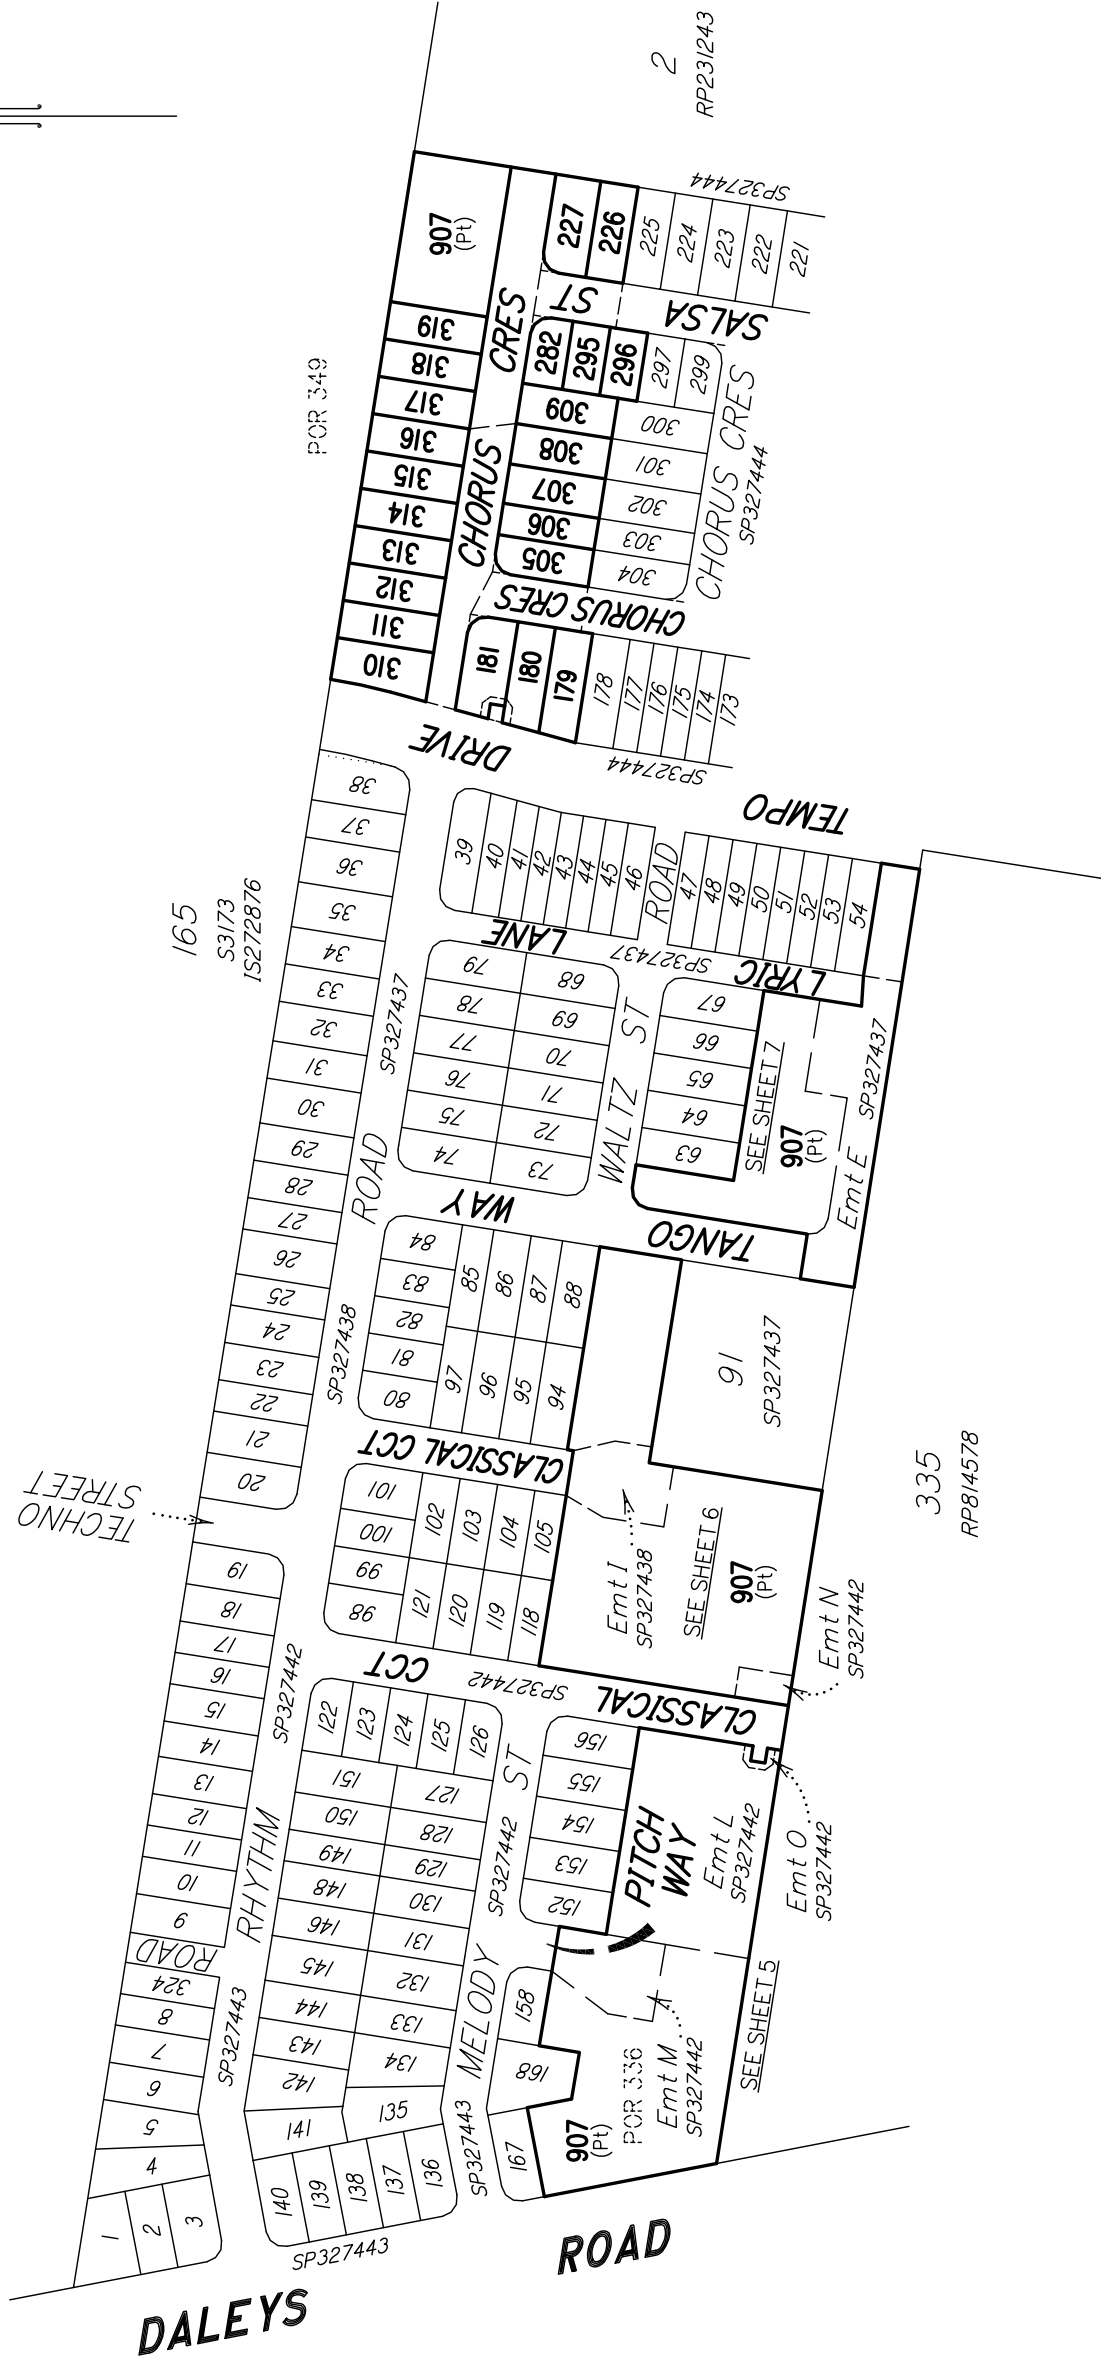 2
RP231243
SP327444
907
(Pt)
227
226
225
224
223
222
221
CRES
ST
SALSA
319
318
317
316
315
314
313
312
311
310
POR 349
282
295
296
297
299
309
308
307
306
305
300
301
302
303
304
CHORUS
CHORUS CRES
SP327444
CHORUS CRES
181
180
179
178
177
176
175
174
173
SP327444
DRIVE
TEMPO
38
37
36
35
34
33
32
31
30
29
28
27
26
25
24
23
22
21
20
165
S3173
IS272876
39
40
41
42
43
44
45
46
ROAD
47
48
49
50
51
52
53
54
LANE
SP327437
LYRIC
79
78
77
76
75
74
68
69
70
71
72
73
WALTZ ST
67
66
65
64
63
SEE SHEET 7
907
(Pt)
Emt E
SP327437
SP327437
ROAD
WAY
TANGO
84
83
82
81
80
85
86
87
88
97
96
95
94
SP327438
91
SP327437
335
RP814578
CLASSICAL CCT
TECHNO
STREET
101
100
99
98
102
103
104
105
121
120
119
118
Emt I
SP327438
SEE SHEET 6
907
(Pt)
Emt N
SP327442
19
18
17
16
15
14
13
12
11
10
9
SP327442
CCT
SP327442
CLASSICAL
122
123
124
125
126
ST
156
155
154
153
152
151
150
149
148
146
145
144
143
142
141
127
128
129
130
131
132
133
134
135
RHYTHM
SP327442
PITCH
WAY
Emt L
SP327442
Emt O
SP327442
ROAD
324
8
7
6
5
4
3
2
1
SP327443
MELODY
158
168
167
SEE SHEET 5
POR 336
Emt M
SP327442
907
(Pt)
140
139
138
137
136
SP327443
SP327443
DALEYS
ROAD